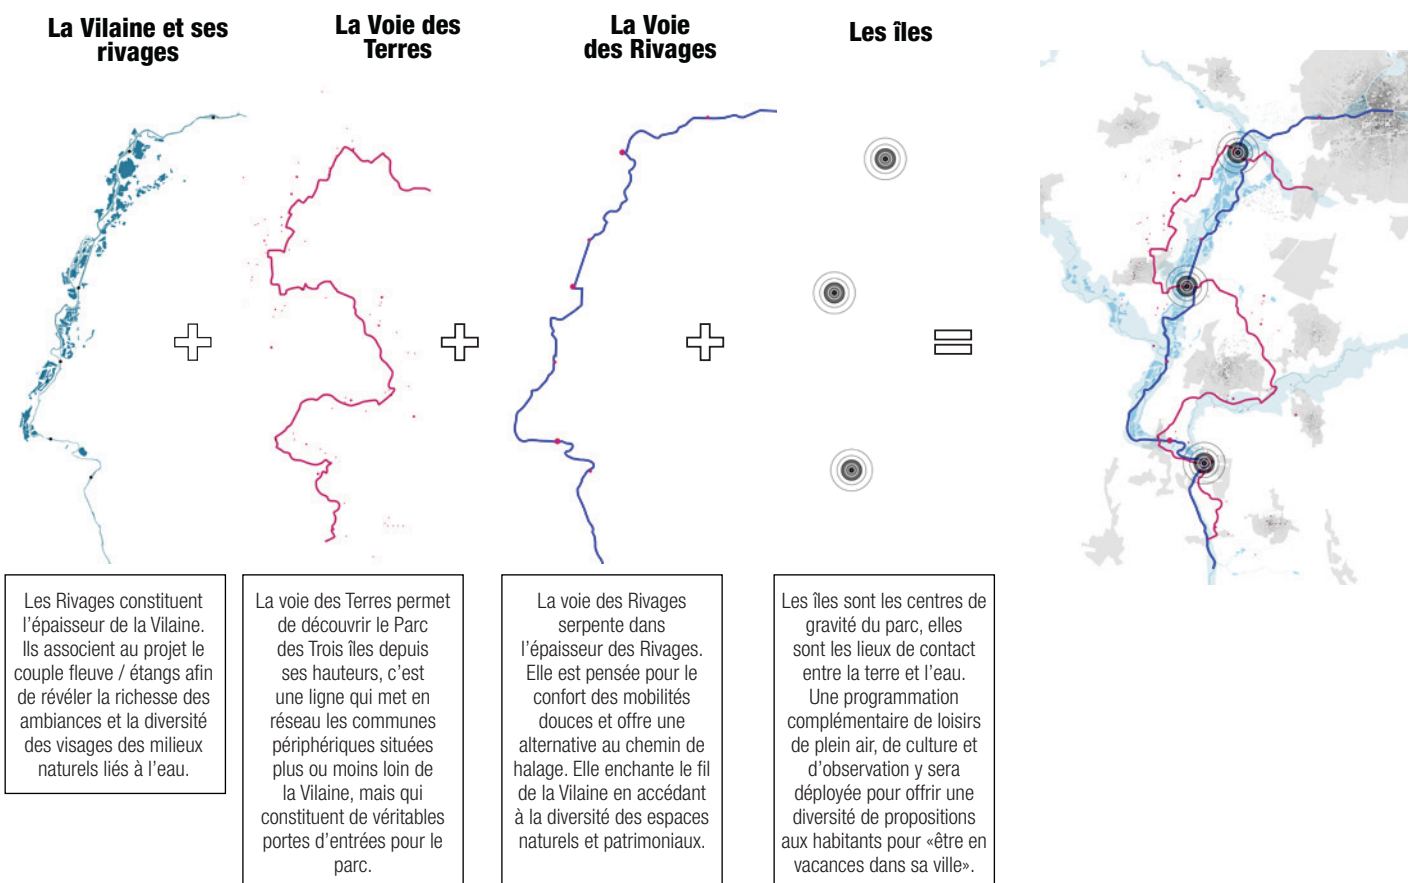 La Vilaine et ses
rivages
La Voie des
Terres
La Voie
des Rivages
Les îles
Les Rivages constituent
l'épaisseur de la Vilaine.
Ils associent au projet le
couple fleuve / étangs afin
de révéler la richesse des
ambiances et la diversité
des visages des milieux
naturels liés à l'eau.
La voie des Terres permet
de découvrir le Parc
des Trois îles depuis
ses hauteurs, c'est
une ligne qui met en
réseau les communes
périphériques situées
plus ou moins loin de
la Vilaine, mais qui
constituent de véritables
portes d'entrées pour le
parc.
La voie des Rivages
serpente dans
l'épaisseur des Rivages.
Elle est pensée pour le
confort des mobilités
douces et offre une
alternative au chemin de
halage. Elle enchante le fil
de la Vilaine en accédant
à la diversité des espaces
naturels et patrimoniaux.
Les îles sont les centres de
gravité du parc, elles
sont les lieux de contact
entre la terre et l'eau.
Une programmation
complémentaire de loisirs
de plein air, de culture et
d'observation y sera
déployée pour offrir une
diversité de propositions
aux habitants pour «être en
vacances dans sa ville».